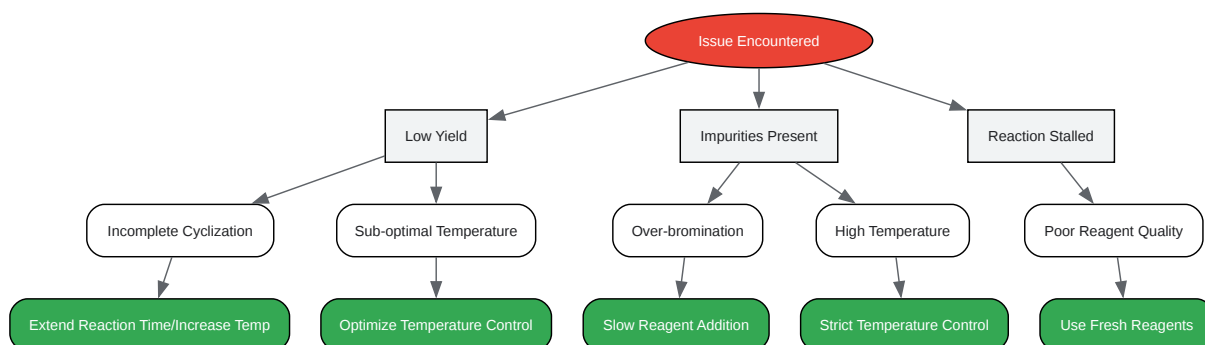 Issue Encountered
Low Yield
Impurities Present
Reaction Stalled
Incomplete Cyclization
Sub-optimal Temperature
Over-bromination
High Temperature
Poor Reagent Quality
Extend Reaction Time/Increase Temp
Optimize Temperature Control
Slow Reagent Addition
Strict Temperature Control
Use Fresh Reagents